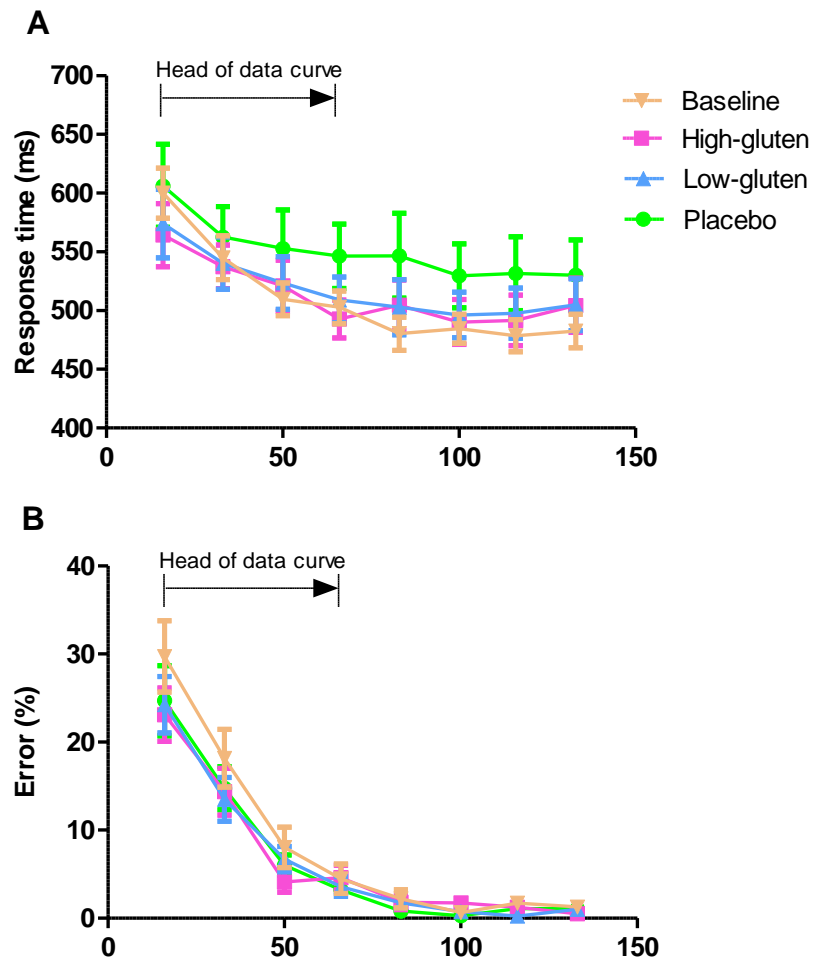 A
Head of data curve
700
650
600
550
500
450
400
Response time (ms)
0 50 100 150
Baseline
High-gluten
Low-gluten
Placebo
B
Head of data curve
40
30
20
10
0
Error (%)
0 50 100 150